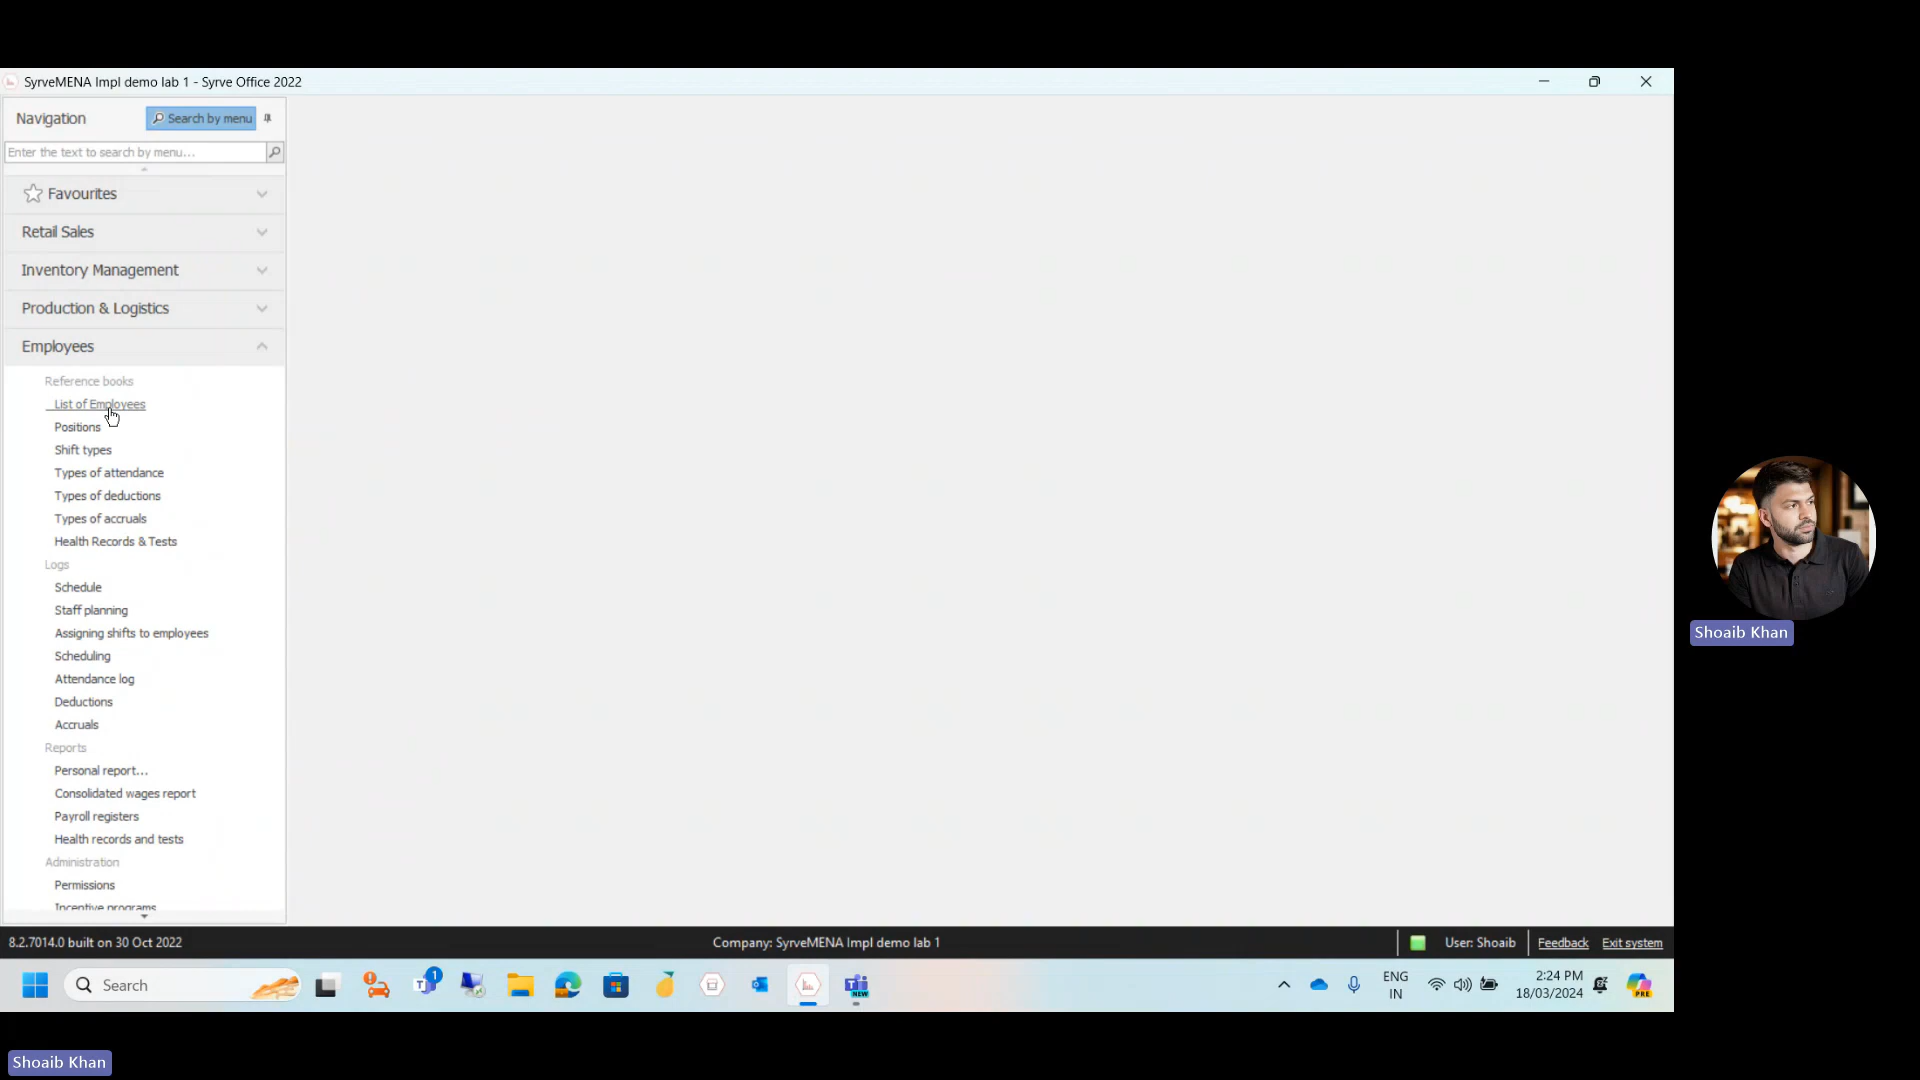 SyrveMENA Impl demo lab 1 - Syrve Office 2022
Navigation
Search by menu
Enter the text to search by menu...
Favourites
Retail Sales
Inventory Management
Production & Logistics
Employees
Reference books
List of Employees
Positions
Shift types
Types of attendance
Types of deductions
Types of accruals
Health Records & Tests
Logs
Schedule
Staff planning
Assigning shifts to employees
Scheduling
Attendance log
Deductions
Accruals
Reports
Personal report...
Consolidated wages report
Payroll registers
Health records and tests
Administration
Permissions
Incentive programs
8.2.7014.0 built on 30 Oct 2022
Company: SyrveMENA Impl demo lab 1
User: Shoaib
Feedback
Exit system
Search
1
NEW
ENG
IN
2:24 PM
18/03/2024
PRE
Shoaib Khan
Shoaib Khan